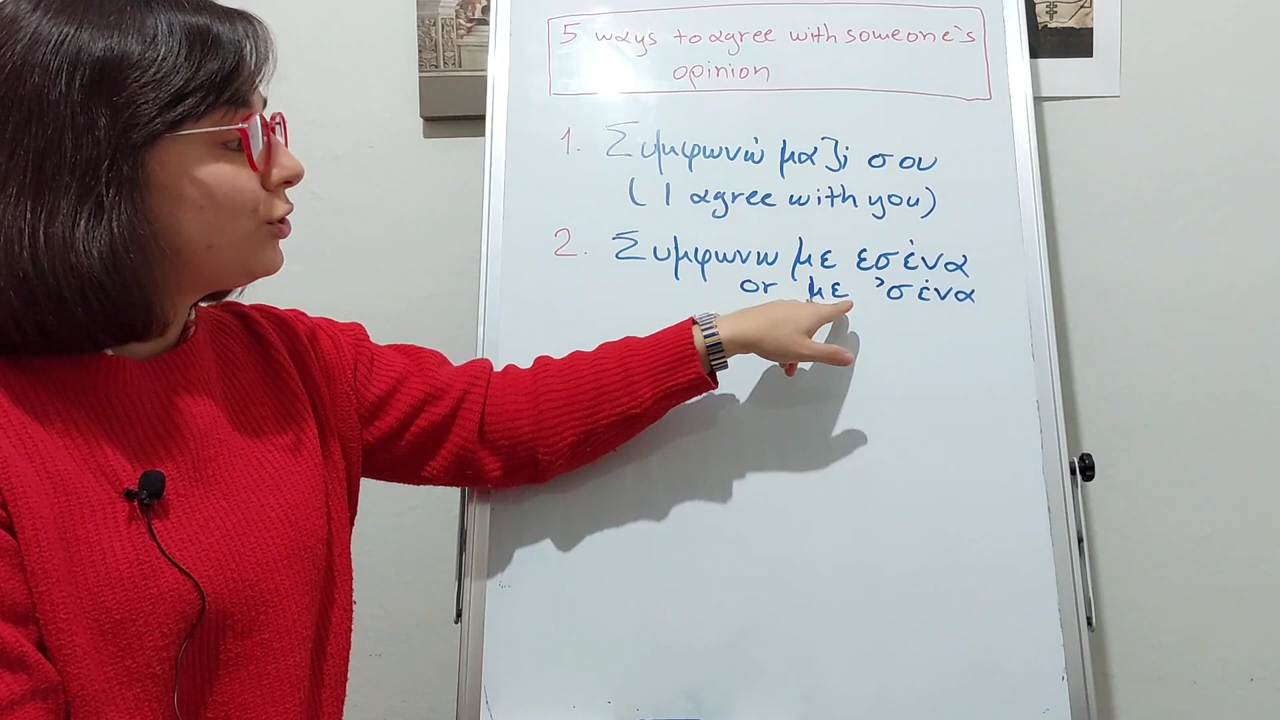 5 ways to agree with someone's
opinion
1. Συμφωνώ μαζί σου
(I agree with you)
2. Συμφωνω με εσένα
or με 'σένα